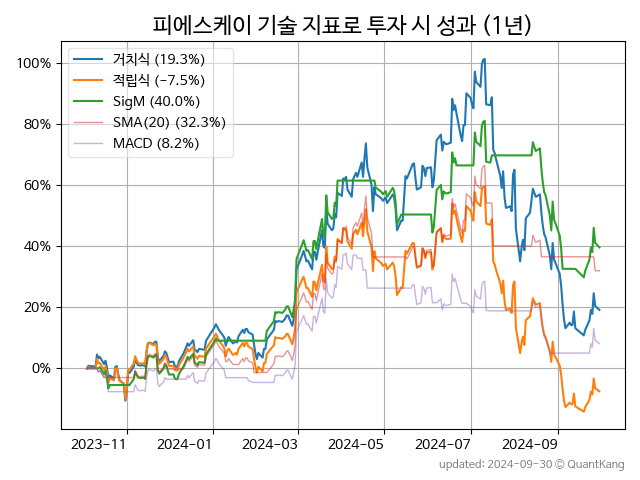 피에스케이 기술 지표로 투자 시 성과 (1년)
거치식 (19.3%)
적립식 (-7.5%)
SigM (40.0%)
SMA(20) (32.3%)
MACD (8.2%)
100%
80%
60%
40%
20%
0%
2023-11
2024-01
2024-03
2024-05
2024-07
2024-09
updated: 2024-09-30 © QuantKang